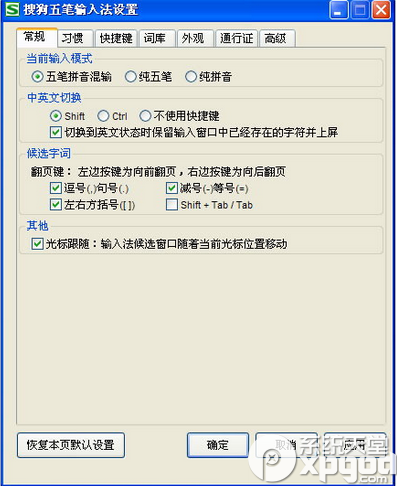 搜狗五笔输入法设置
常规 习惯 快捷键 词库 外观 通行证 高级
当前输入模式
五笔拼音混输 纯五笔 纯拼音
中英文切换
Shift Ctrl 不使用快捷键
切换到英文状态时保留输入窗口中已经存在的字符并上屏
候选字词
翻页键：左边按键为向前翻页，右边按键为向后翻页
逗号(,)句号(.) 减号(-)等号(=)
左右方括号([ ]) Shift + Tab / Tab
其他
光标跟随：输入法候选窗口随着当前光标位置移动
恢复本页默认设置 确定 取消 应用
系统天堂
xpgod